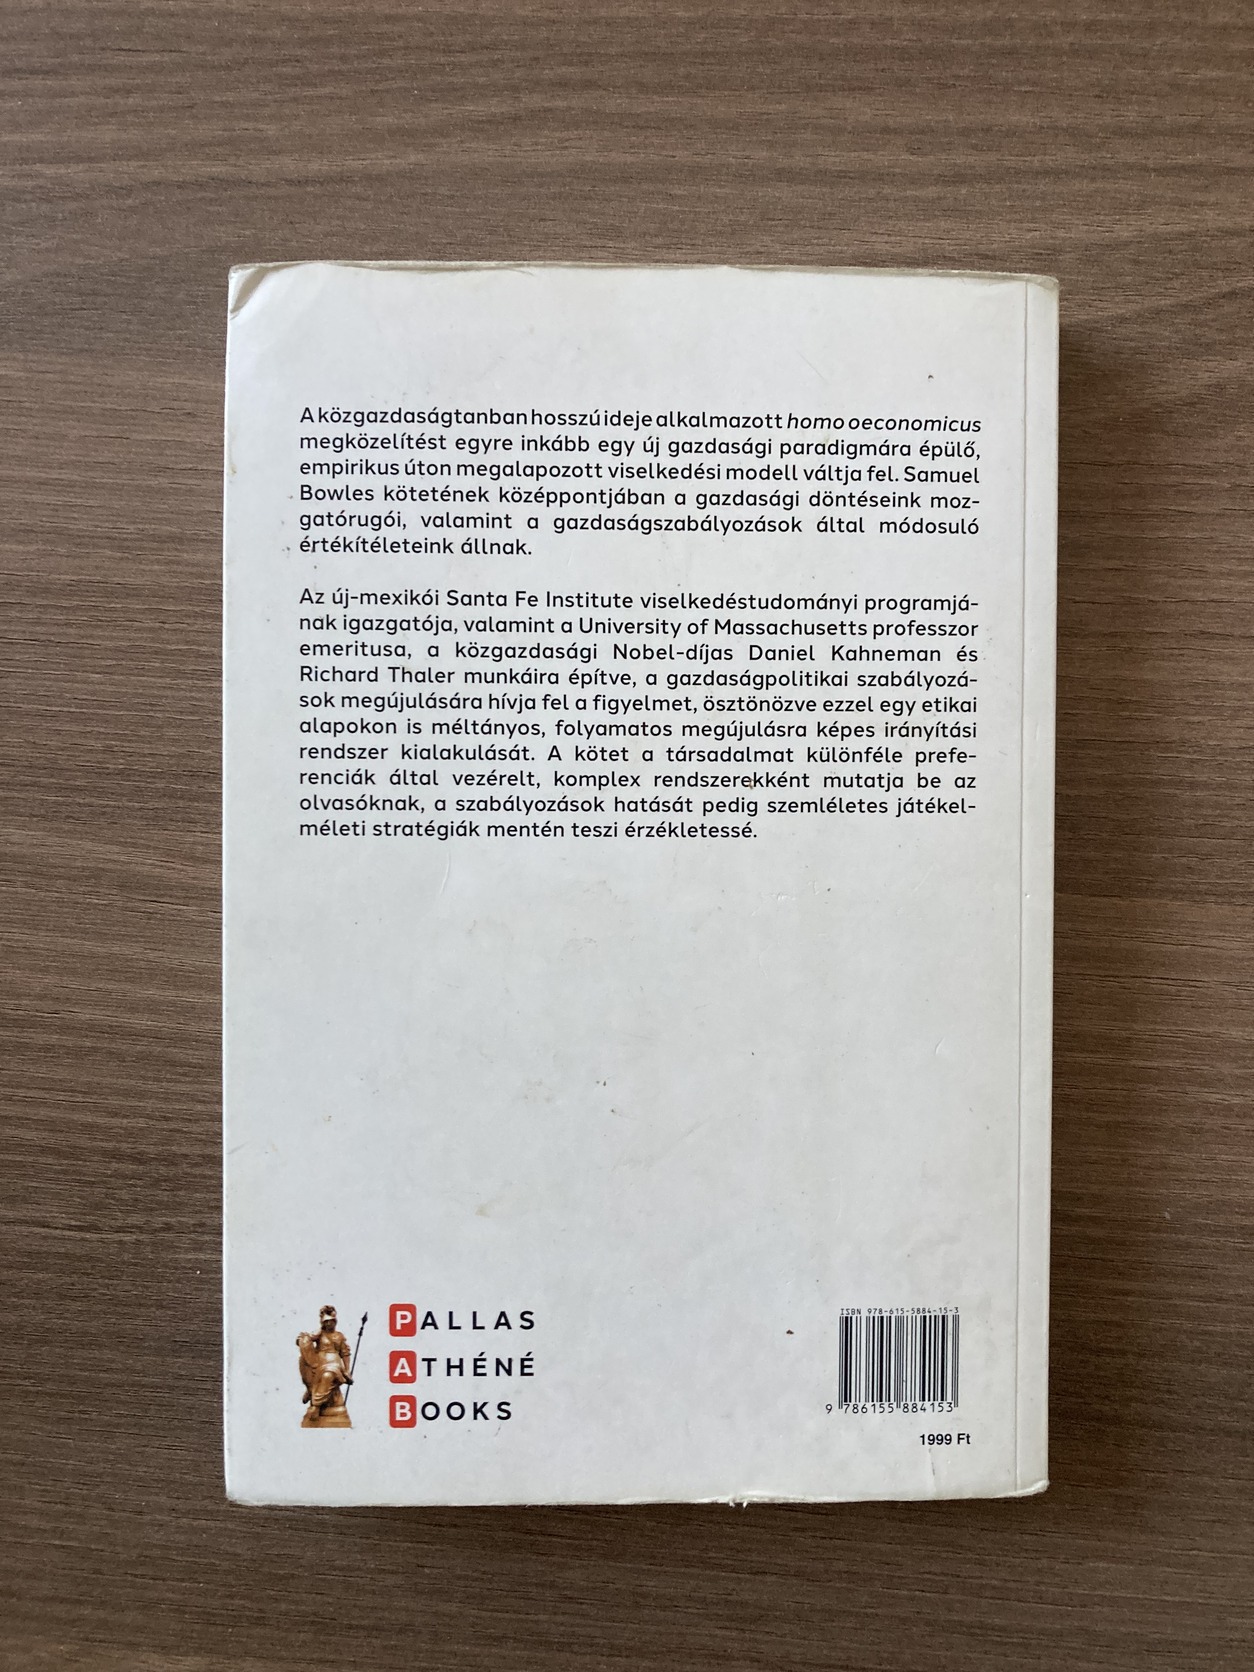 A közgazdaságtanban hosszú ideje alkalmazott homo oeconomicus
megközelítést egyre inkább egy új gazdasági paradigmára épülő,
empirikus úton megalapozott viselkedési modell váltja fel. Samuel
Bowles kötetének középpontjában a gazdasági döntéseink moz-
gatórugói, valamint a gazdaságszabályozások által módosuló
értékítéleteink állnak.
Az új-mexikói Santa Fe Institute viselkedéstudományi programjá-
nak igazgatója, valamint a University of Massachusetts professzor
emeritusa, a közgazdasági Nobel-díjas Daniel Kahneman és
Richard Thaler munkáira építve, a gazdaságpolitikai szabályozá-
sok megújulására hívja fel a figyelmet, ösztönözve ezzel egy etikai
alapokon is méltányos, folyamatos megújulásra képes irányítási
rendszer kialakulását. A kötet a társadalmat különféle prefe-
renciák által vezérelt, komplex rendszerekként mutatja be az
olvasóknak, a szabályozások hatását pedig szemléletes játékel-
méleti stratégiák mentén teszi érzékletessé.
PALLAS
ATHÉNÉ
BOOKS
ISBN 978-615-5884-15-3
9 786155 884153
1999 Ft